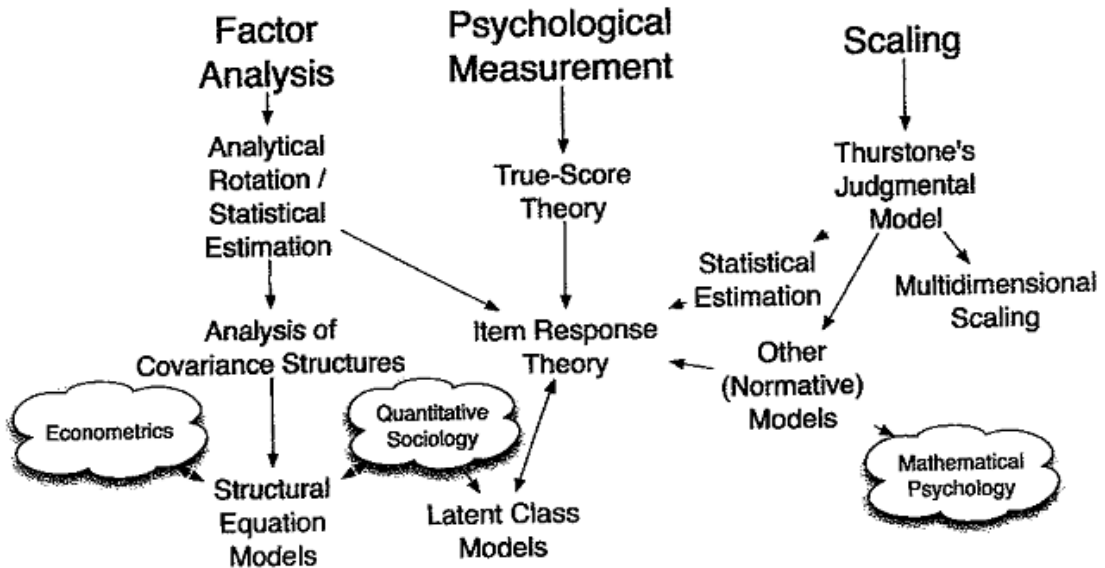 Factor
Analysis
Psychological
Measurement
Scaling
Analytical
Rotation /
Statistical
Estimation
True-Score
Theory
Thurstone's
Judgmental
Model
Statistical
Estimation
Multidimensional
Scaling
Analysis of
Covariance Structures
Item Response
Theory
Other
(Normative)
Models
Econometrics
Quantitative
Sociology
Mathematical
Psychology
Structural
Equation
Models
Latent Class
Models